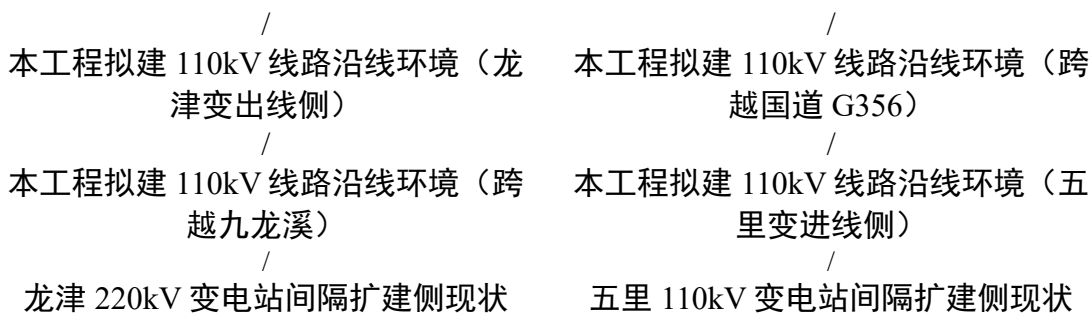 /
/
本工程拟建 110kV 线路沿线环境（龙
津变出线侧）
本工程拟建 110kV 线路沿线环境（跨
越国道 G356）
/
/
本工程拟建 110kV 线路沿线环境（跨
越九龙溪）
本工程拟建 110kV 线路沿线环境（五
里变进线侧）
/
/
龙津 220kV 变电站间隔扩建侧现状
五里 110kV 变电站间隔扩建侧现状